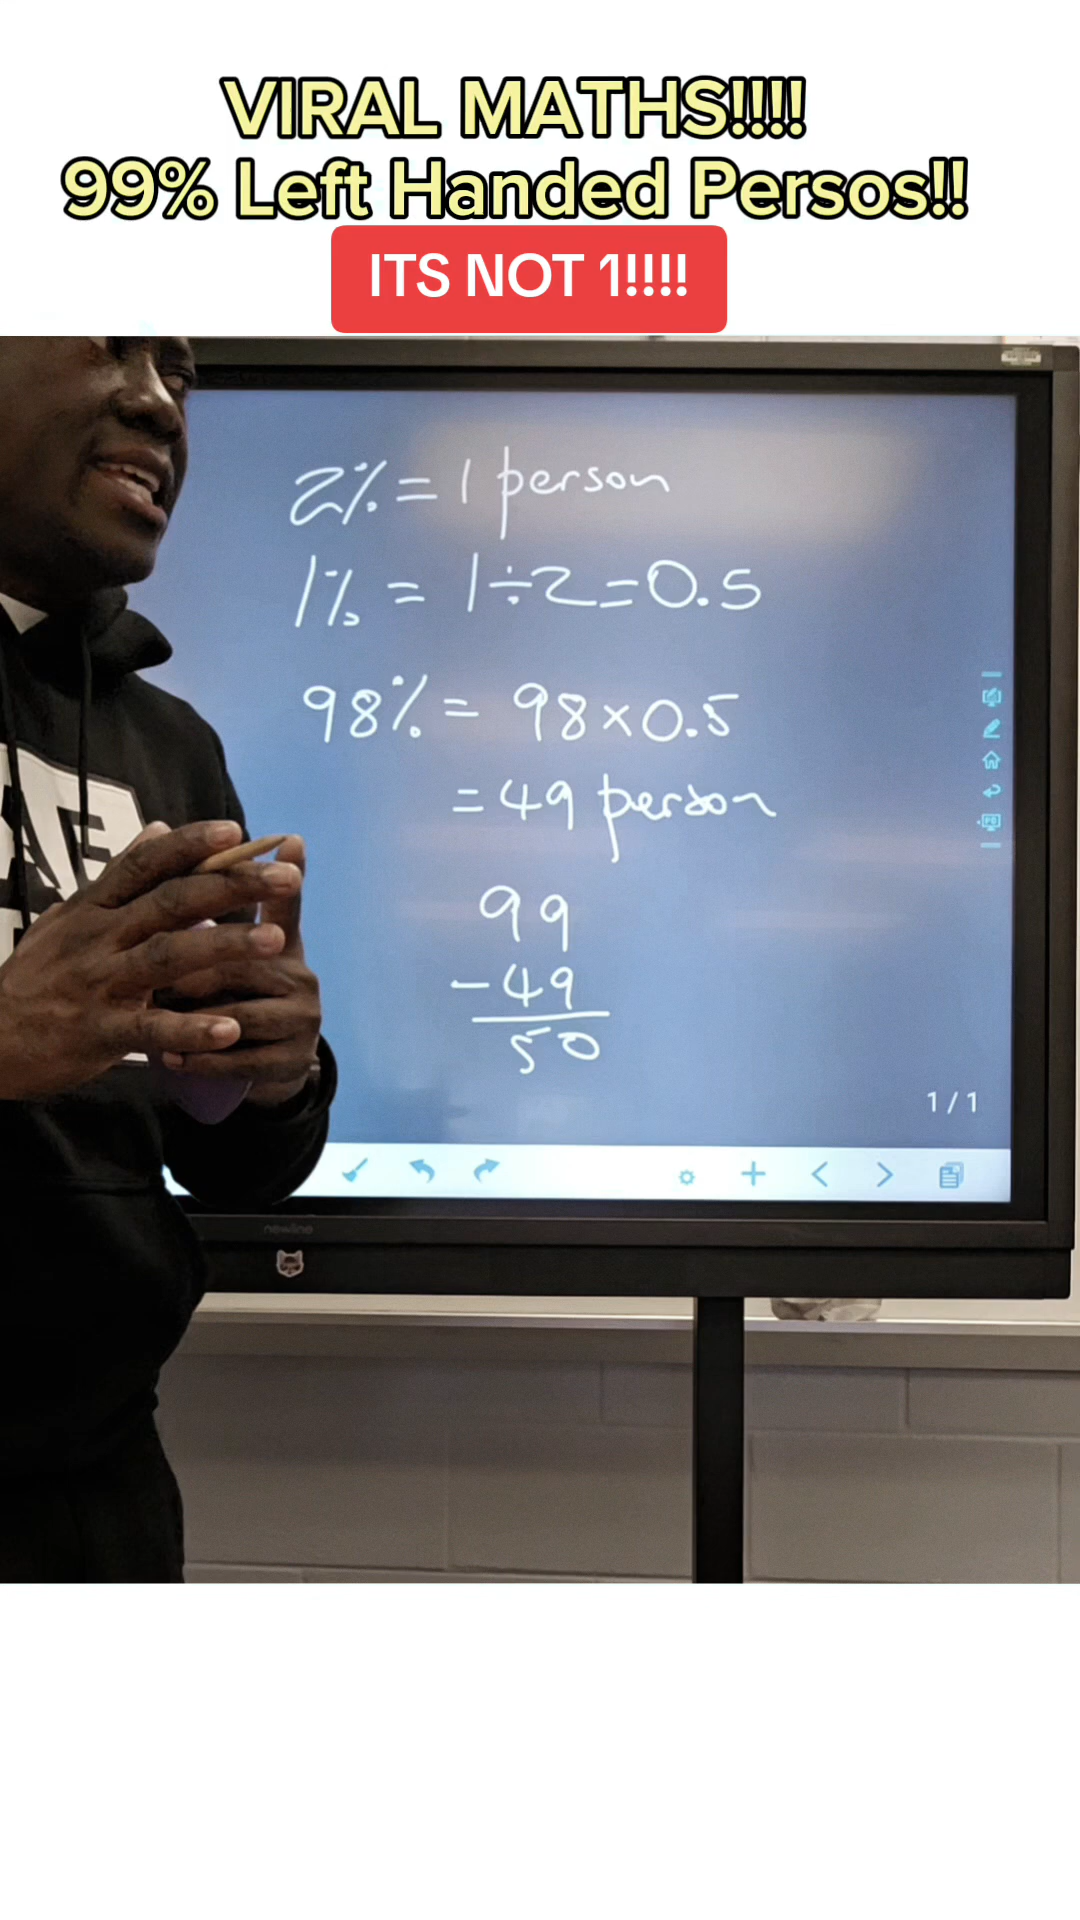 VIRAL MATHS!!!!
99% Left Handed Persos!!
ITS NOT 1!!!!
2% = 1 person
1% = 1÷2=0.5
98% = 98×0.5
= 49 person
99
-49
50
1 / 1
newline